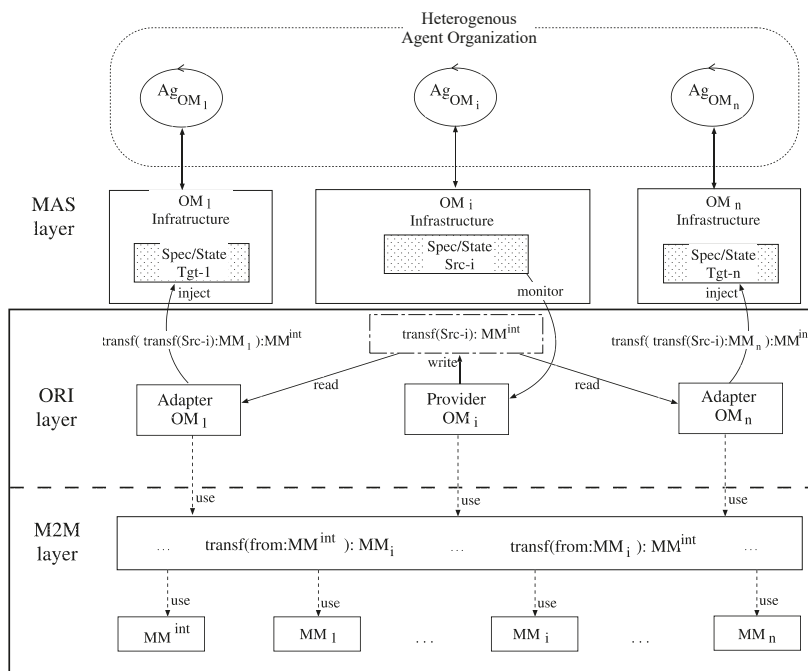 Heterogenous
Agent Organization
Ag OM 1
Ag OM i
Ag OM n
MAS
layer
OM 1
Infratructure
OM i
Infrastructure
OM n
Infrastructure
Spec/State
Tgt-1
Spec/State
Src-i
Spec/State
Tgt-n
inject
monitor
inject
transf( transf(Src-i):MM 1 ):MM int
transf(Src-i): MM int
transf( transf(Src-i):MM n ):MM int
write
read
read
ORI
layer
Adapter
OM 1
Provider
OM i
Adapter
OM n
use
use
use
M2M
layer
... transf(from:MM int ): MM i ... transf(from:MM i ): MM int ...
use
use
use
use
MM int
MM 1
...
MM i
...
MM n